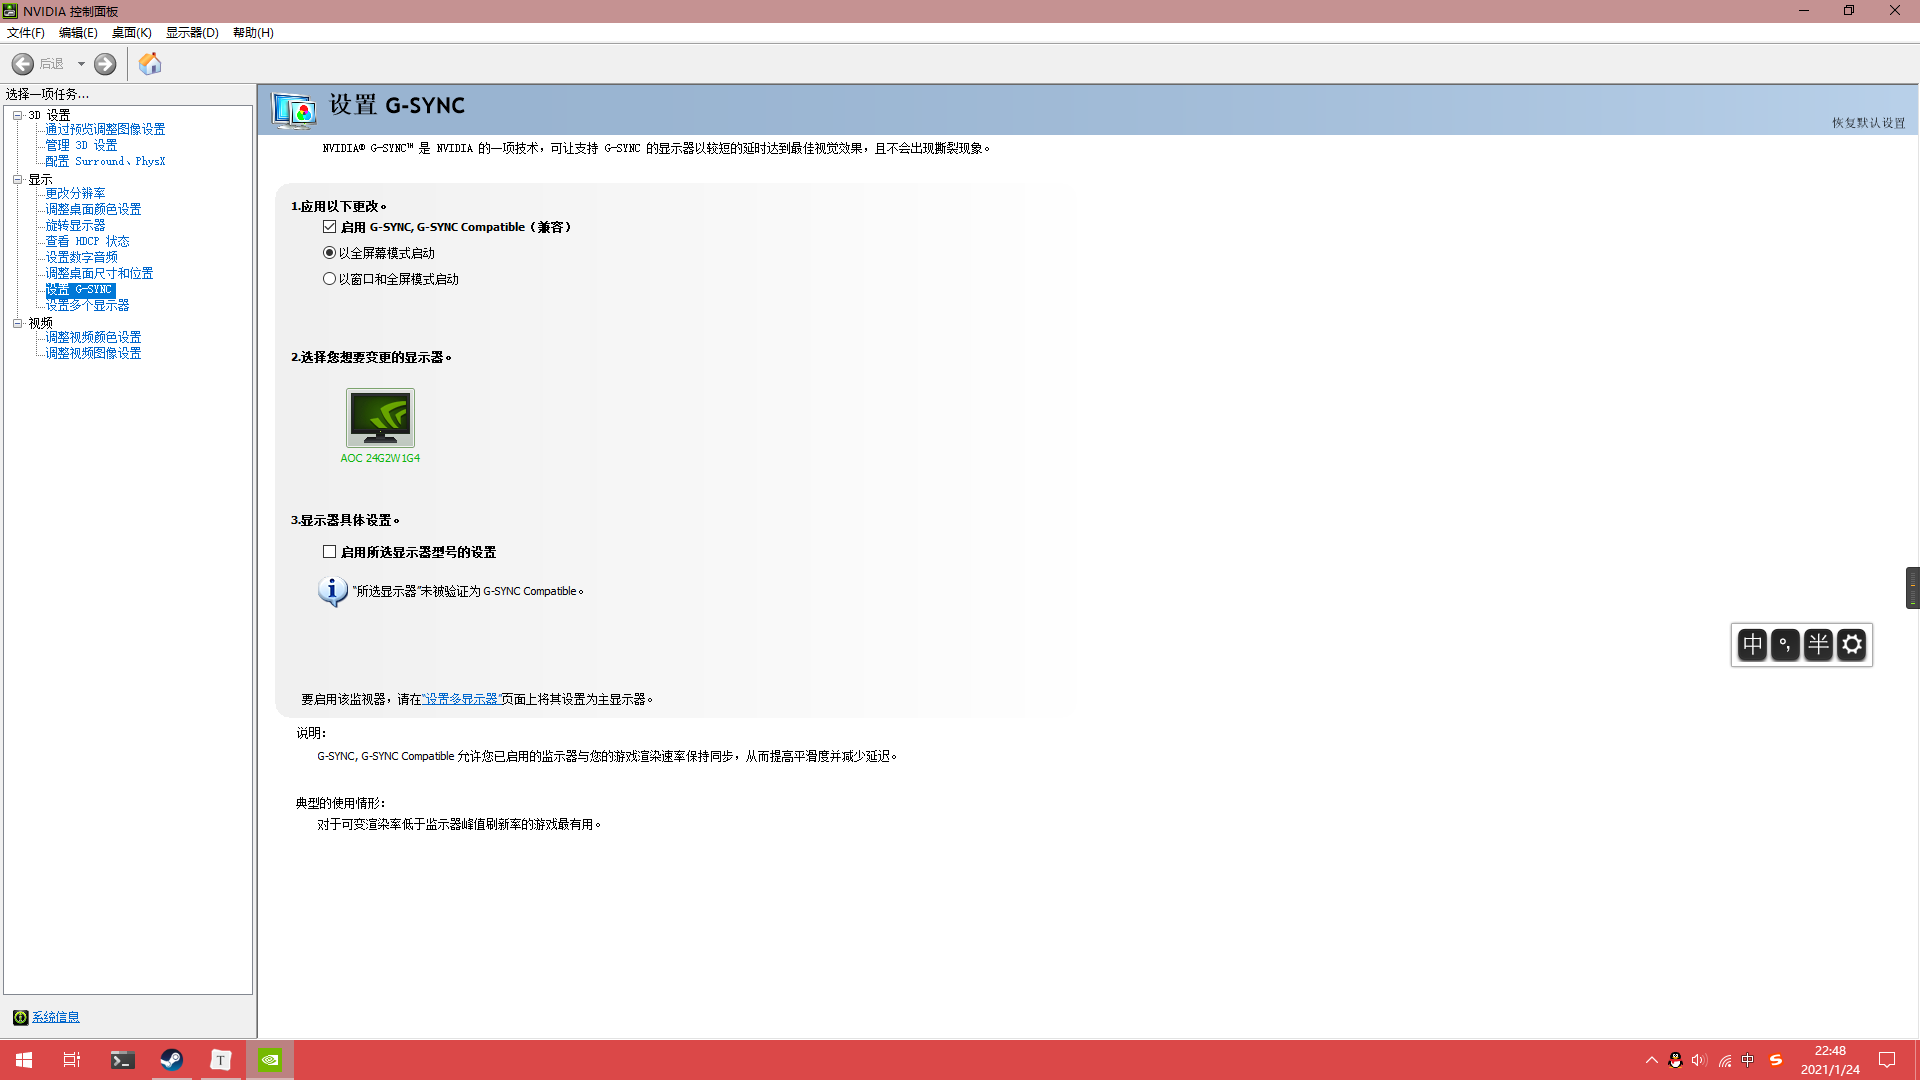 NVIDIA 控制面板
文件(F) 编辑(E) 桌面(K) 显示器(D) 帮助(H)
后退
选择一项任务...
3D 设置
通过预览调整图像设置
管理 3D 设置
配置 Surround、PhysX
显示
更改分辨率
调整桌面颜色设置
旋转显示器
查看 HDCP 状态
设置数字音频
调整桌面尺寸和位置
设置 G-SYNC
设置多个显示器
视频
调整视频颜色设置
调整视频图像设置
系统信息
设置 G-SYNC
恢复默认设置
NVIDIA® G-SYNC™ 是 NVIDIA 的一项技术，可让支持 G-SYNC 的显示器以较短的延时达到最佳视觉效果，且不会出现撕裂现象。
1.应用以下更改。
启用 G-SYNC, G-SYNC Compatible（兼容）
以全屏幕模式启动
以窗口和全屏模式启动
2.选择您想要变更的显示器。
AOC 24G2W1G4
3.显示器具体设置。
启用所选显示器型号的设置
“所选显示器”未被验证为 G-SYNC Compatible。
要启用该监视器，请在“设置多显示器”页面上将其设置为主显示器。
说明:
G-SYNC, G-SYNC Compatible 允许您已启用的监示器与您的游戏渲染速率保持同步，从而提高平滑度并减少延迟。
典型的使用情形:
对于可变渲染率低于监示器峰值刷新率的游戏最有用。
中 °, 半
T
中 S
22:48
2021/1/24